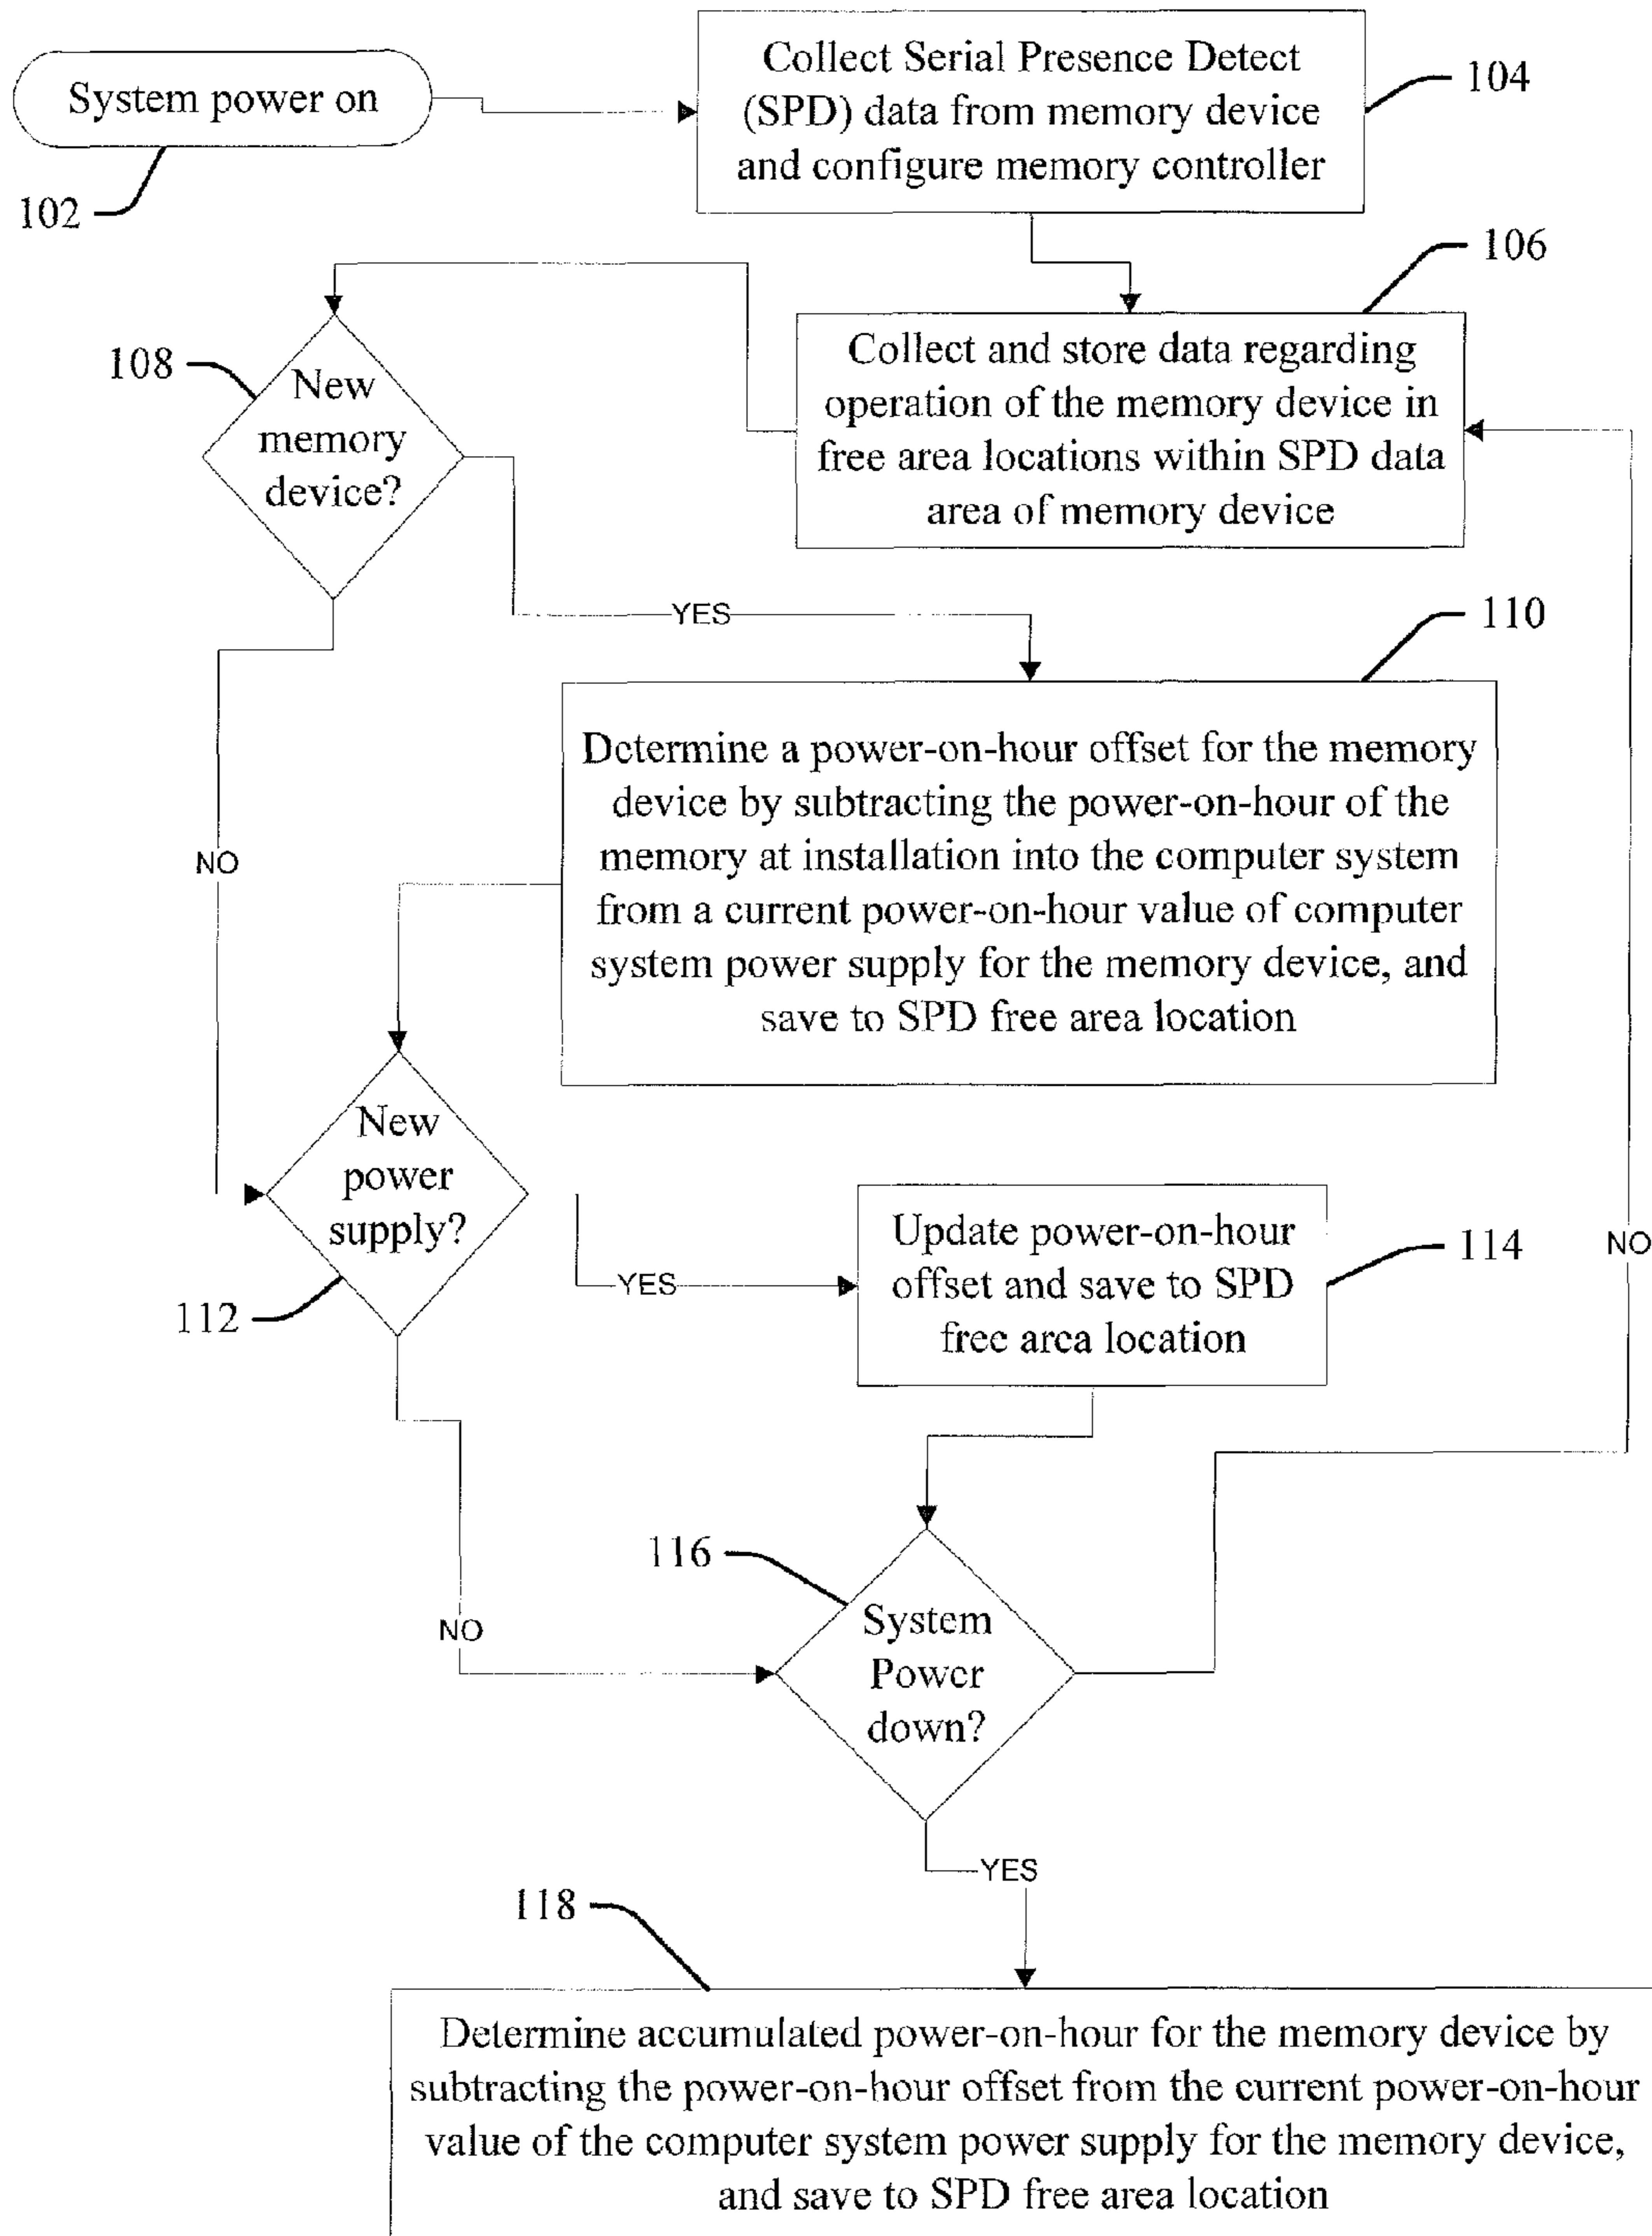 System power on
102
Collect Serial Presence Detect
(SPD) data from memory device
and configure memory controller
104
106
Collect and store data regarding
operation of the memory device in
free area locations within SPD data
area of memory device
108
New
memory
device?
YES
NO
110
Determine a power-on-hour offset for the memory
device by subtracting the power-on-hour of the
memory at installation into the computer system
from a current power-on-hour value of computer
system power supply for the memory device, and
save to SPD free area location
New
power
supply?
112
YES
Update power-on-hour
offset and save to SPD
free area location
114
NO
NO
116
System
Power
down?
YES
118
Determine accumulated power-on-hour for the memory device by
subtracting the power-on-hour offset from the current power-on-hour
value of the computer system power supply for the memory device,
and save to SPD free area location